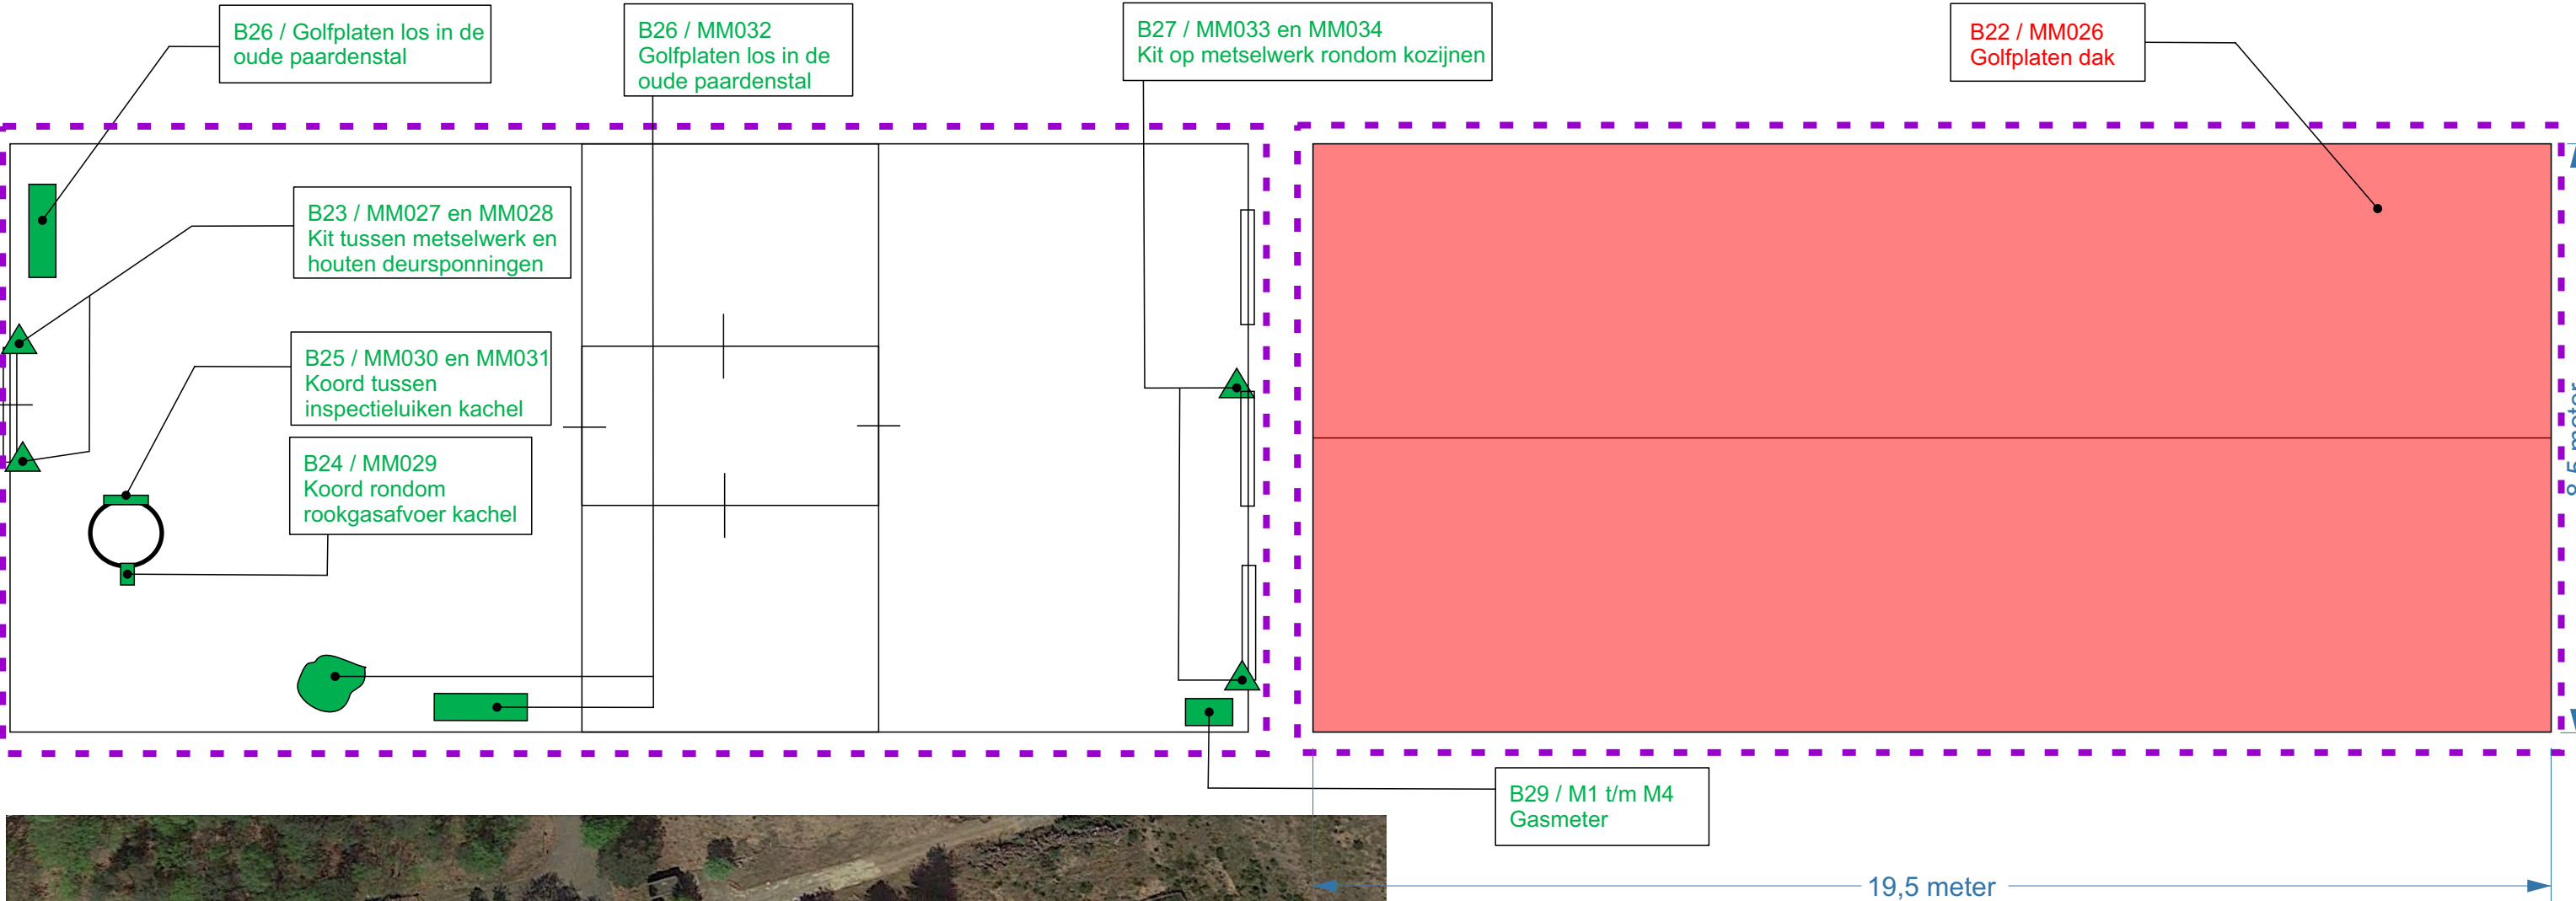 B26 / Golfplaten los in de
oude paardenstal
B26 / MM032
Golfplaten los in de
oude paardenstal
B27 / MM033 en MM034
Kit op metselwerk rondom kozijnen
B22 / MM026
Golfplaten dak
B23 / MM027 en MM028
Kit tussen metselwerk en
houten deursponningen
B25 / MM030 en MM031
Koord tussen
inspectieluiken kachel
B24 / MM029
Koord rondom
rookgasafvoer kachel
8,5 meter
B29 / M1 t/m M4
Gasmeter
19,5 meter